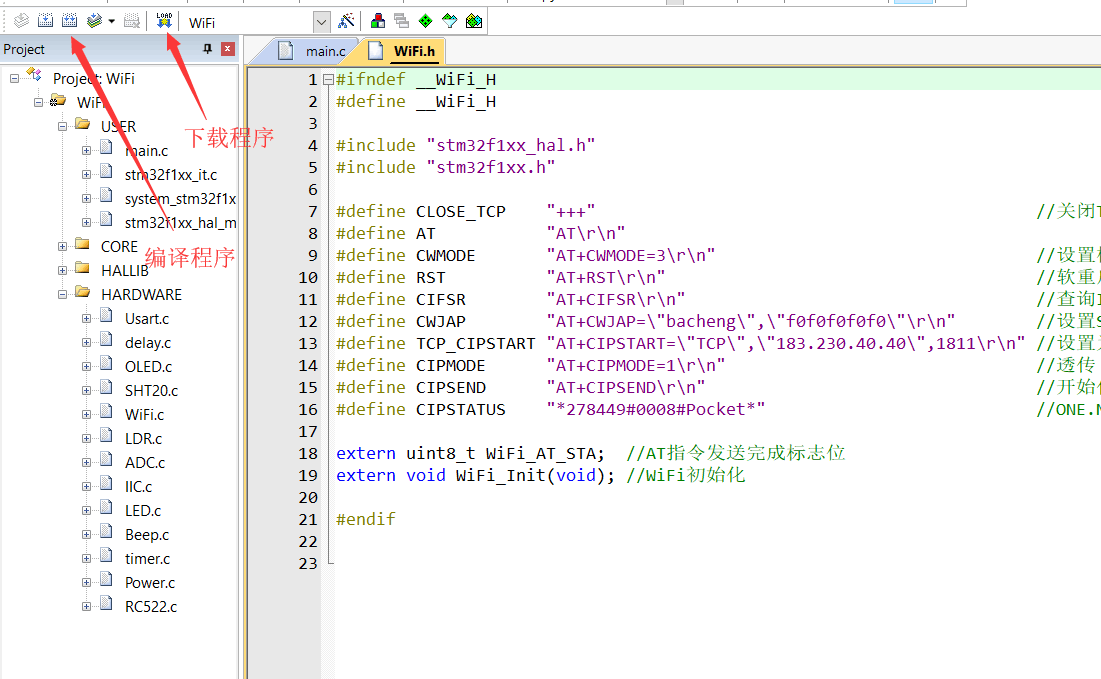 LOAD
WiFi
Project
main.c
WiFi.h
Project: WiFi
WiFi
USER
main.c
stm32f1xx_it.c
system_stm32f1x
stm32f1xx_hal_m
CORE
HALLIB
HARDWARE
Usart.c
delay.c
OLED.c
SHT20.c
WiFi.c
LDR.c
ADC.c
IIC.c
LED.c
Beep.c
timer.c
Power.c
RC522.c
下载程序
编译程序
1 #ifndef __WiFi_H
2 #define __WiFi_H
3
4 #include "stm32f1xx_hal.h"
5 #include "stm32f1xx.h"
6
7 #define CLOSE_TCP "+++" //关闭
8 #define AT "AT\r\n"
9 #define CWMODE "AT+CWMODE=3\r\n" //设置
10 #define RST "AT+RST\r\n" //软重
11 #define CIFSR "AT+CIFSR\r\n" //查询
12 #define CWJAP "AT+CWJAP=\"bacheng\",\"f0f0f0f0f0\"\r\n" //设置
13 #define TCP_CIPSTART "AT+CIPSTART=\"TCP\",\"183.230.40.40\",1811\r\n" //设置
14 #define CIPMODE "AT+CIPMODE=1\r\n" //透传
15 #define CIPSEND "AT+CIPSEND\r\n" //开始
16 #define CIPSTATUS "*278449#0008#Pocket*" //ONE.
17
18 extern uint8_t WiFi_AT_STA; //AT指令发送完成标志位
19 extern void WiFi_Init(void); //WiFi初始化
20
21 #endif
22
23